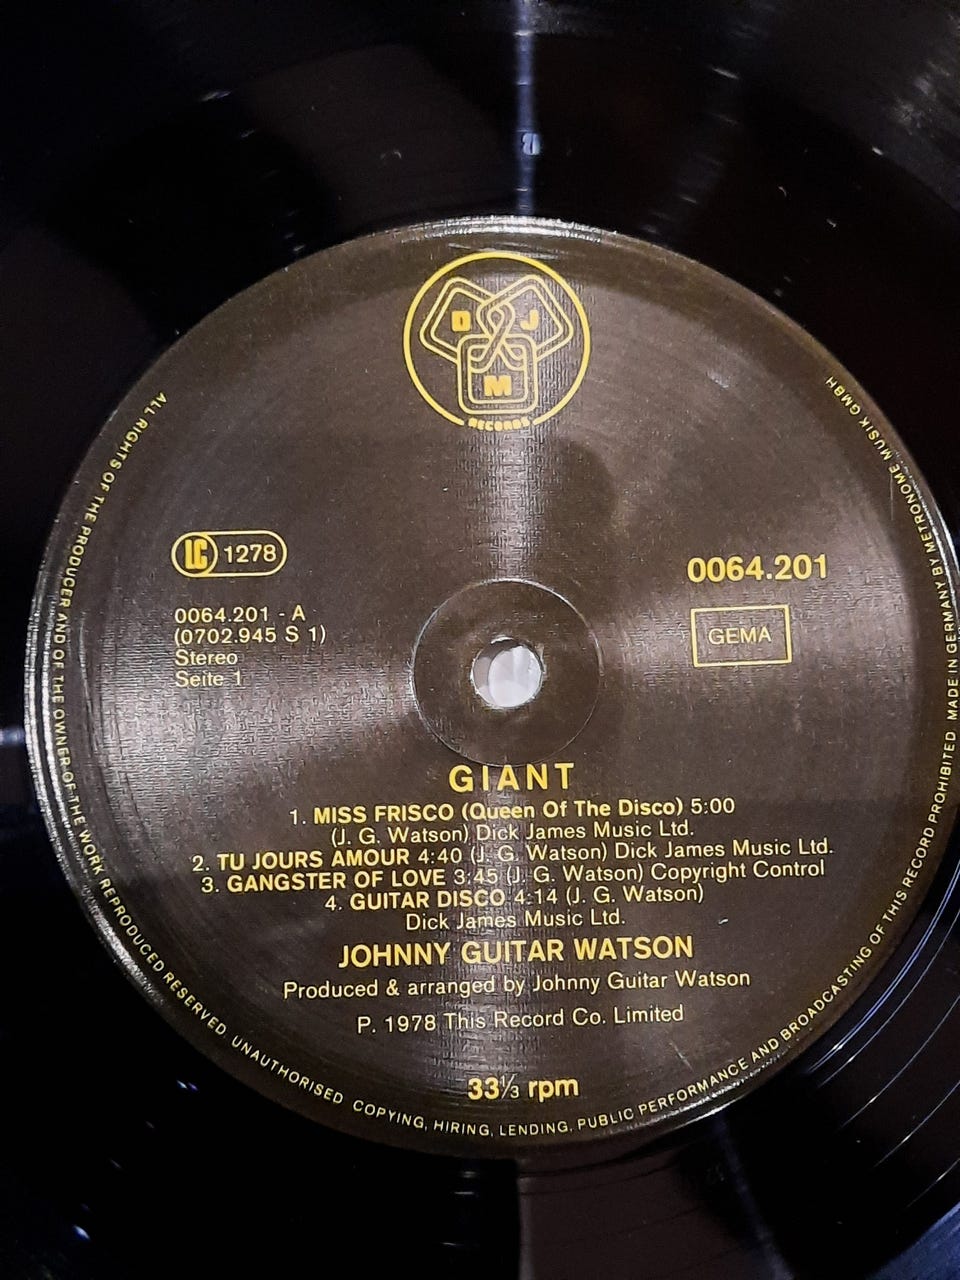 D J
M
RECORDS
LC 1278
0064.201
0064.201 - A
(0702.945 S 1)
Stereo
Seite 1
GEMA
GIANT
1. MISS FRISCO (Queen Of The Disco) 5:00
(J. G. Watson) Dick James Music Ltd.
2. TU JOURS AMOUR 4:40 (J. G. Watson) Dick James Music Ltd.
3. GANGSTER OF LOVE 3:45 (J. G. Watson) Copyright Control
4. GUITAR DISCO 4:14 (J. G. Watson)
Dick James Music Ltd.
JOHNNY GUITAR WATSON
Produced & arranged by Johnny Guitar Watson
P. 1978 This Record Co. Limited
33⅓ rpm
ALL RIGHTS OF THE PRODUCER AND OF THE OWNER OF THE WORK REPRODUCED RESERVED UNAUTHORISED COPYING, HIRING, LENDING, PUBLIC PERFORMANCE AND BROADCASTING OF THIS RECORD PROHIBITED MADE IN GERMANY BY METRONOME MUSIK GMBH